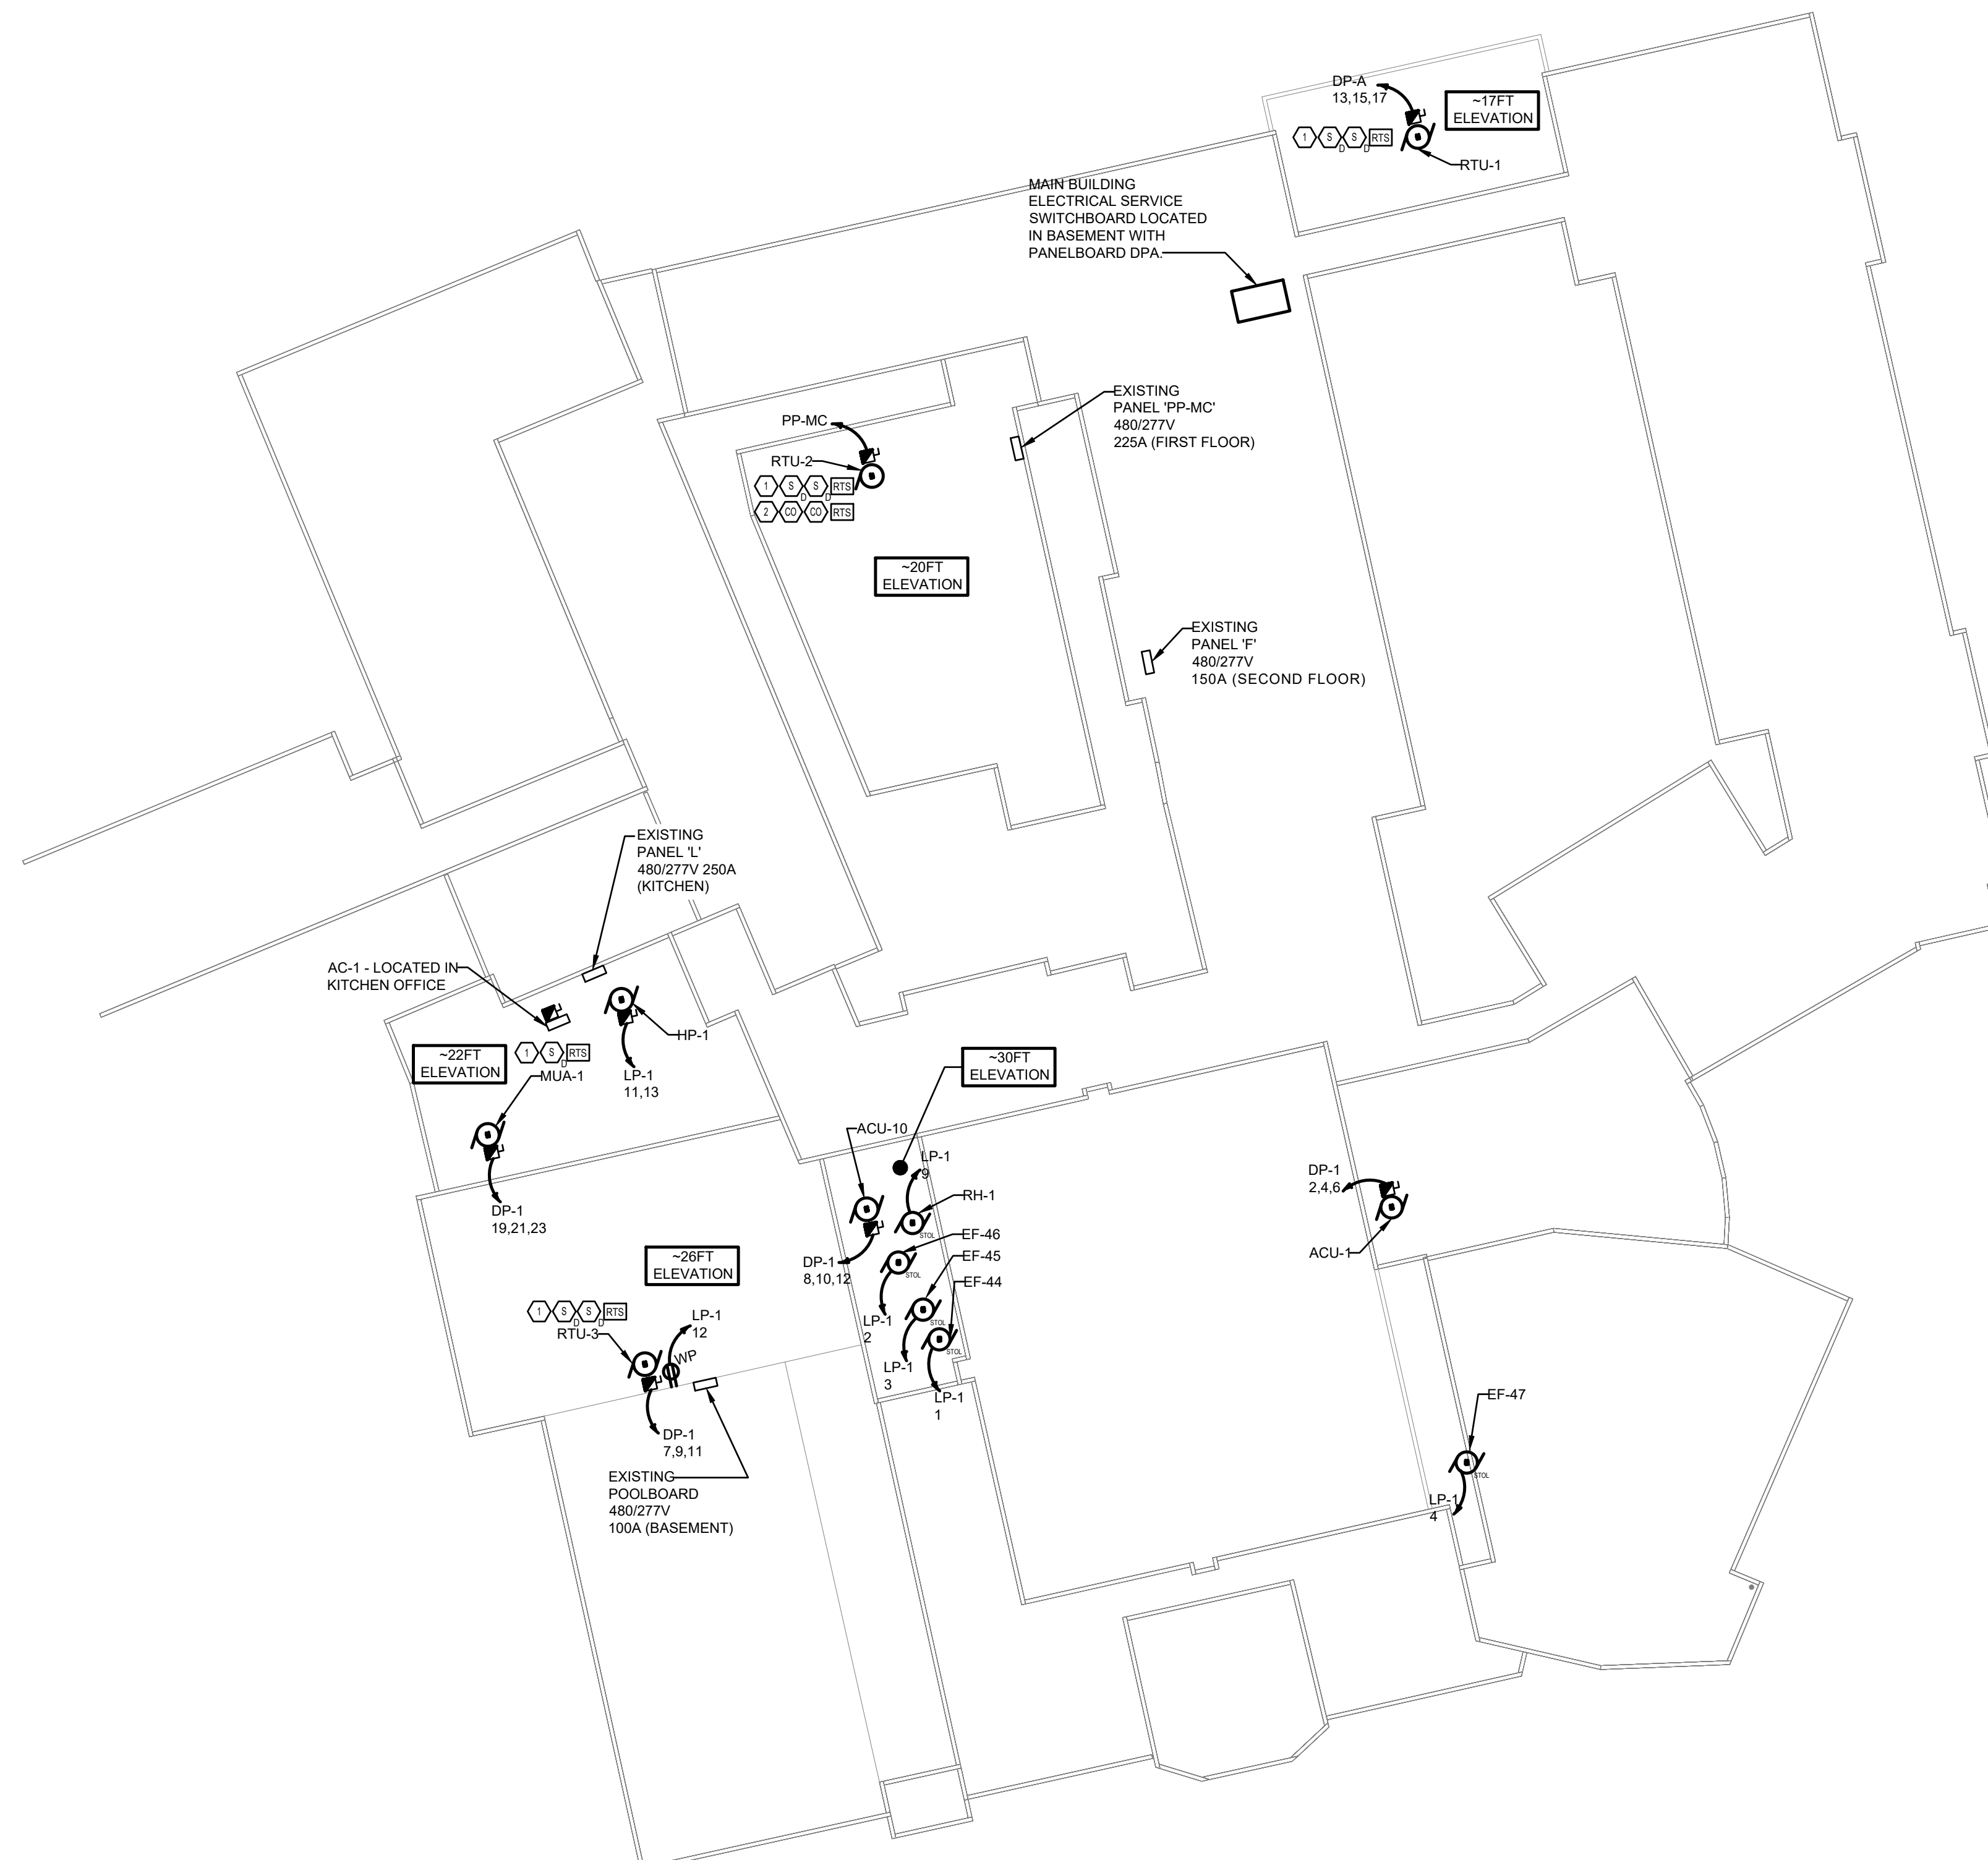 DP-A
13,15,17
~17FT
ELEVATION
1 S D S D RTS
RTU-1
MAIN BUILDING
ELECTRICAL SERVICE
SWITCHBOARD LOCATED
IN BASEMENT WITH
PANELBOARD DPA.
EXISTING
PANEL 'PP-MC'
480/277V
225A (FIRST FLOOR)
PP-MC
RTU-2
1 S D S D RTS
2 CO CO RTS
~20FT
ELEVATION
EXISTING
PANEL 'F'
480/277V
150A (SECOND FLOOR)
EXISTING
PANEL 'L'
480/277V 250A
(KITCHEN)
AC-1 - LOCATED IN
KITCHEN OFFICE
HP-1
~22FT
ELEVATION
1 S D RTS
MUA-1
LP-1
11,13
~30FT
ELEVATION
ACU-10
LP-1
9
RH-1
STOL
DP-1
2,4,6
ACU-1
DP-1
19,21,23
EF-46
STOL
EF-45
STOL
EF-44
STOL
~26FT
ELEVATION
DP-1
8,10,12
LP-1
2
LP-1
3
LP-1
1
1 S D S D RTS
RTU-3
LP-1
12
WP
DP-1
7,9,11
EXISTING
POOLBOARD
480/277V
100A (BASEMENT)
EF-47
STOL
LP-1
4